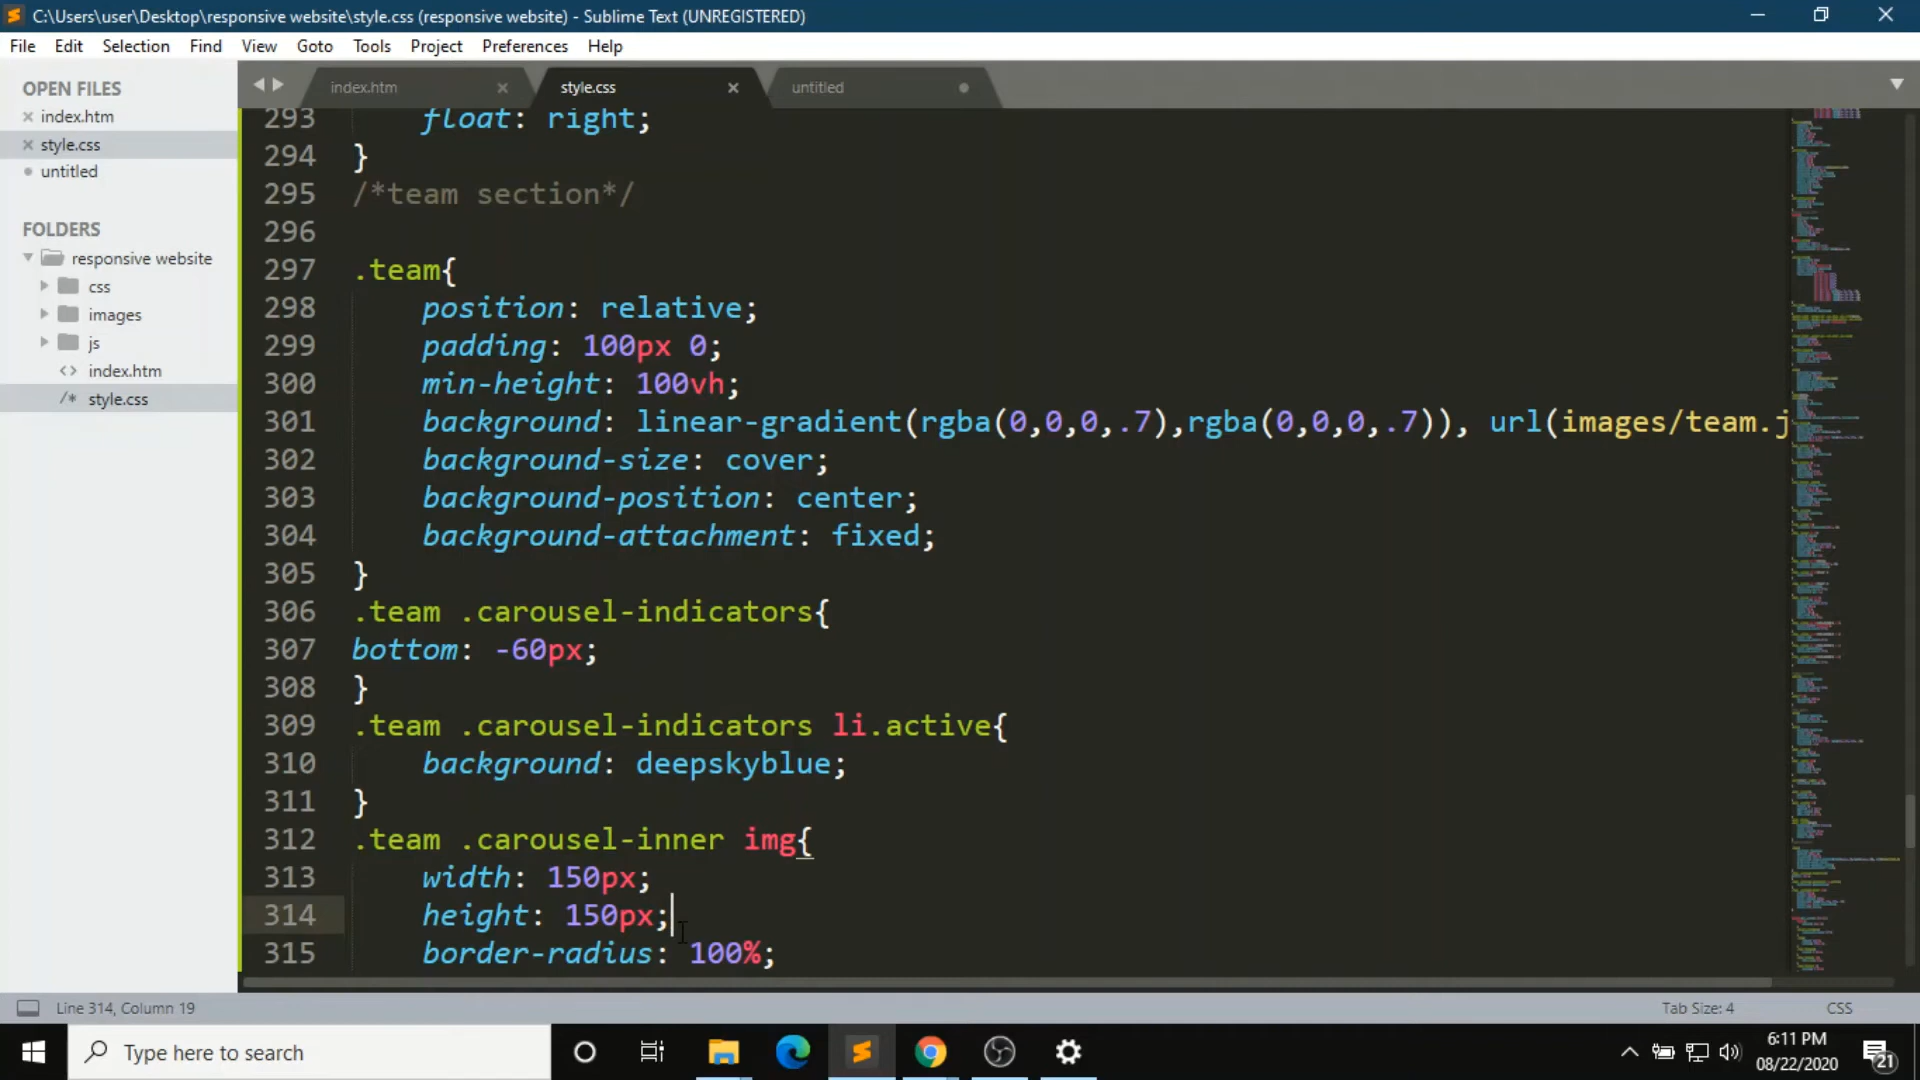 C:\Users\user\Desktop\responsive website\style.css (responsive website) - Sublime Text (UNREGISTERED)
File Edit Selection Find View Goto Tools Project Preferences Help
OPEN FILES
index.htm
style.css
untitled
FOLDERS
responsive website
css
images
js
<> index.htm
/* style.css
index.htm style.css untitled
293 float: right;
294 }
295 /*team section*/
296
297 .team{
298 position: relative;
299 padding: 100px 0;
300 min-height: 100vh;
301 background: linear-gradient(rgba(0,0,0,.7),rgba(0,0,0,.7)), url(images/team.j
302 background-size: cover;
303 background-position: center;
304 background-attachment: fixed;
305 }
306 .team .carousel-indicators{
307 bottom: -60px;
308 }
309 .team .carousel-indicators li.active{
310 background: deepskyblue;
311 }
312 .team .carousel-inner img{
313 width: 150px;
314 height: 150px;
315 border-radius: 100%;
Line 314, Column 19
Tab Size: 4
CSS
Type here to search
6:11 PM
08/22/2020
21